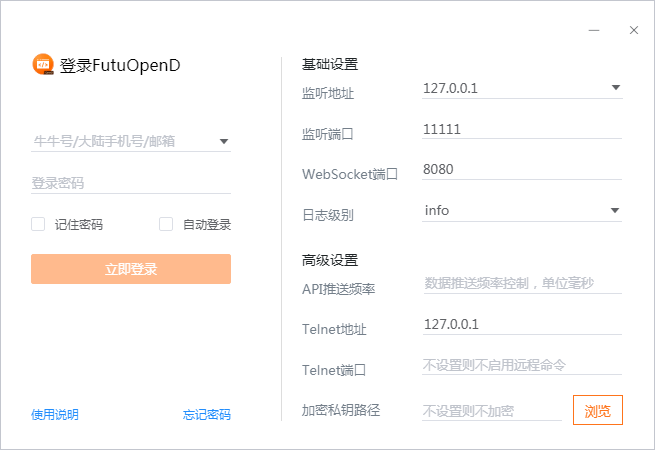 登录FutuOpenD
牛牛号/大陆手机号/邮箱
登录密码
记住密码 自动登录
立即登录
使用说明 忘记密码
基础设置
监听地址 127.0.0.1
监听端口 11111
WebSocket端口 8080
日志级别 info
高级设置
API推送频率 数据推送频率控制，单位毫秒
Telnet地址 127.0.0.1
Telnet端口 不设置则不启用远程命令
加密私钥路径 不设置则不加密 浏览